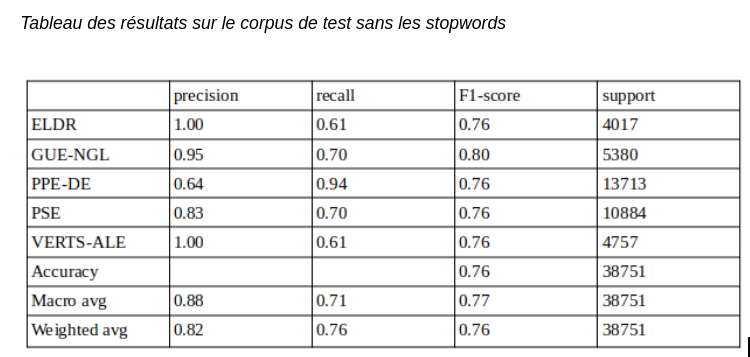 Tableau des résultats sur le corpus de test sans les stopwords
precision recall F1-score support
ELDR 1.00 0.61 0.76 4017
GUE-NGL 0.95 0.70 0.80 5380
PPE-DE 0.64 0.94 0.76 13713
PSE 0.83 0.70 0.76 10884
VERTS-ALE 1.00 0.61 0.76 4757
Accuracy 0.76 38751
Macro avg 0.88 0.71 0.77 38751
Weighted avg 0.82 0.76 0.76 38751